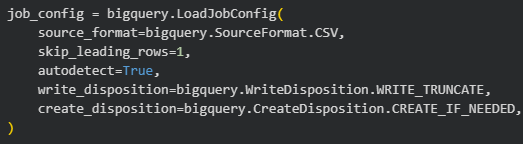 job_config = bigquery.LoadJobConfig(
    source_format=bigquery.SourceFormat.CSV,
    skip_leading_rows=1,
    autodetect=True,
    write_disposition=bigquery.WriteDisposition.WRITE_TRUNCATE,
    create_disposition=bigquery.CreateDisposition.CREATE_IF_NEEDED,
)